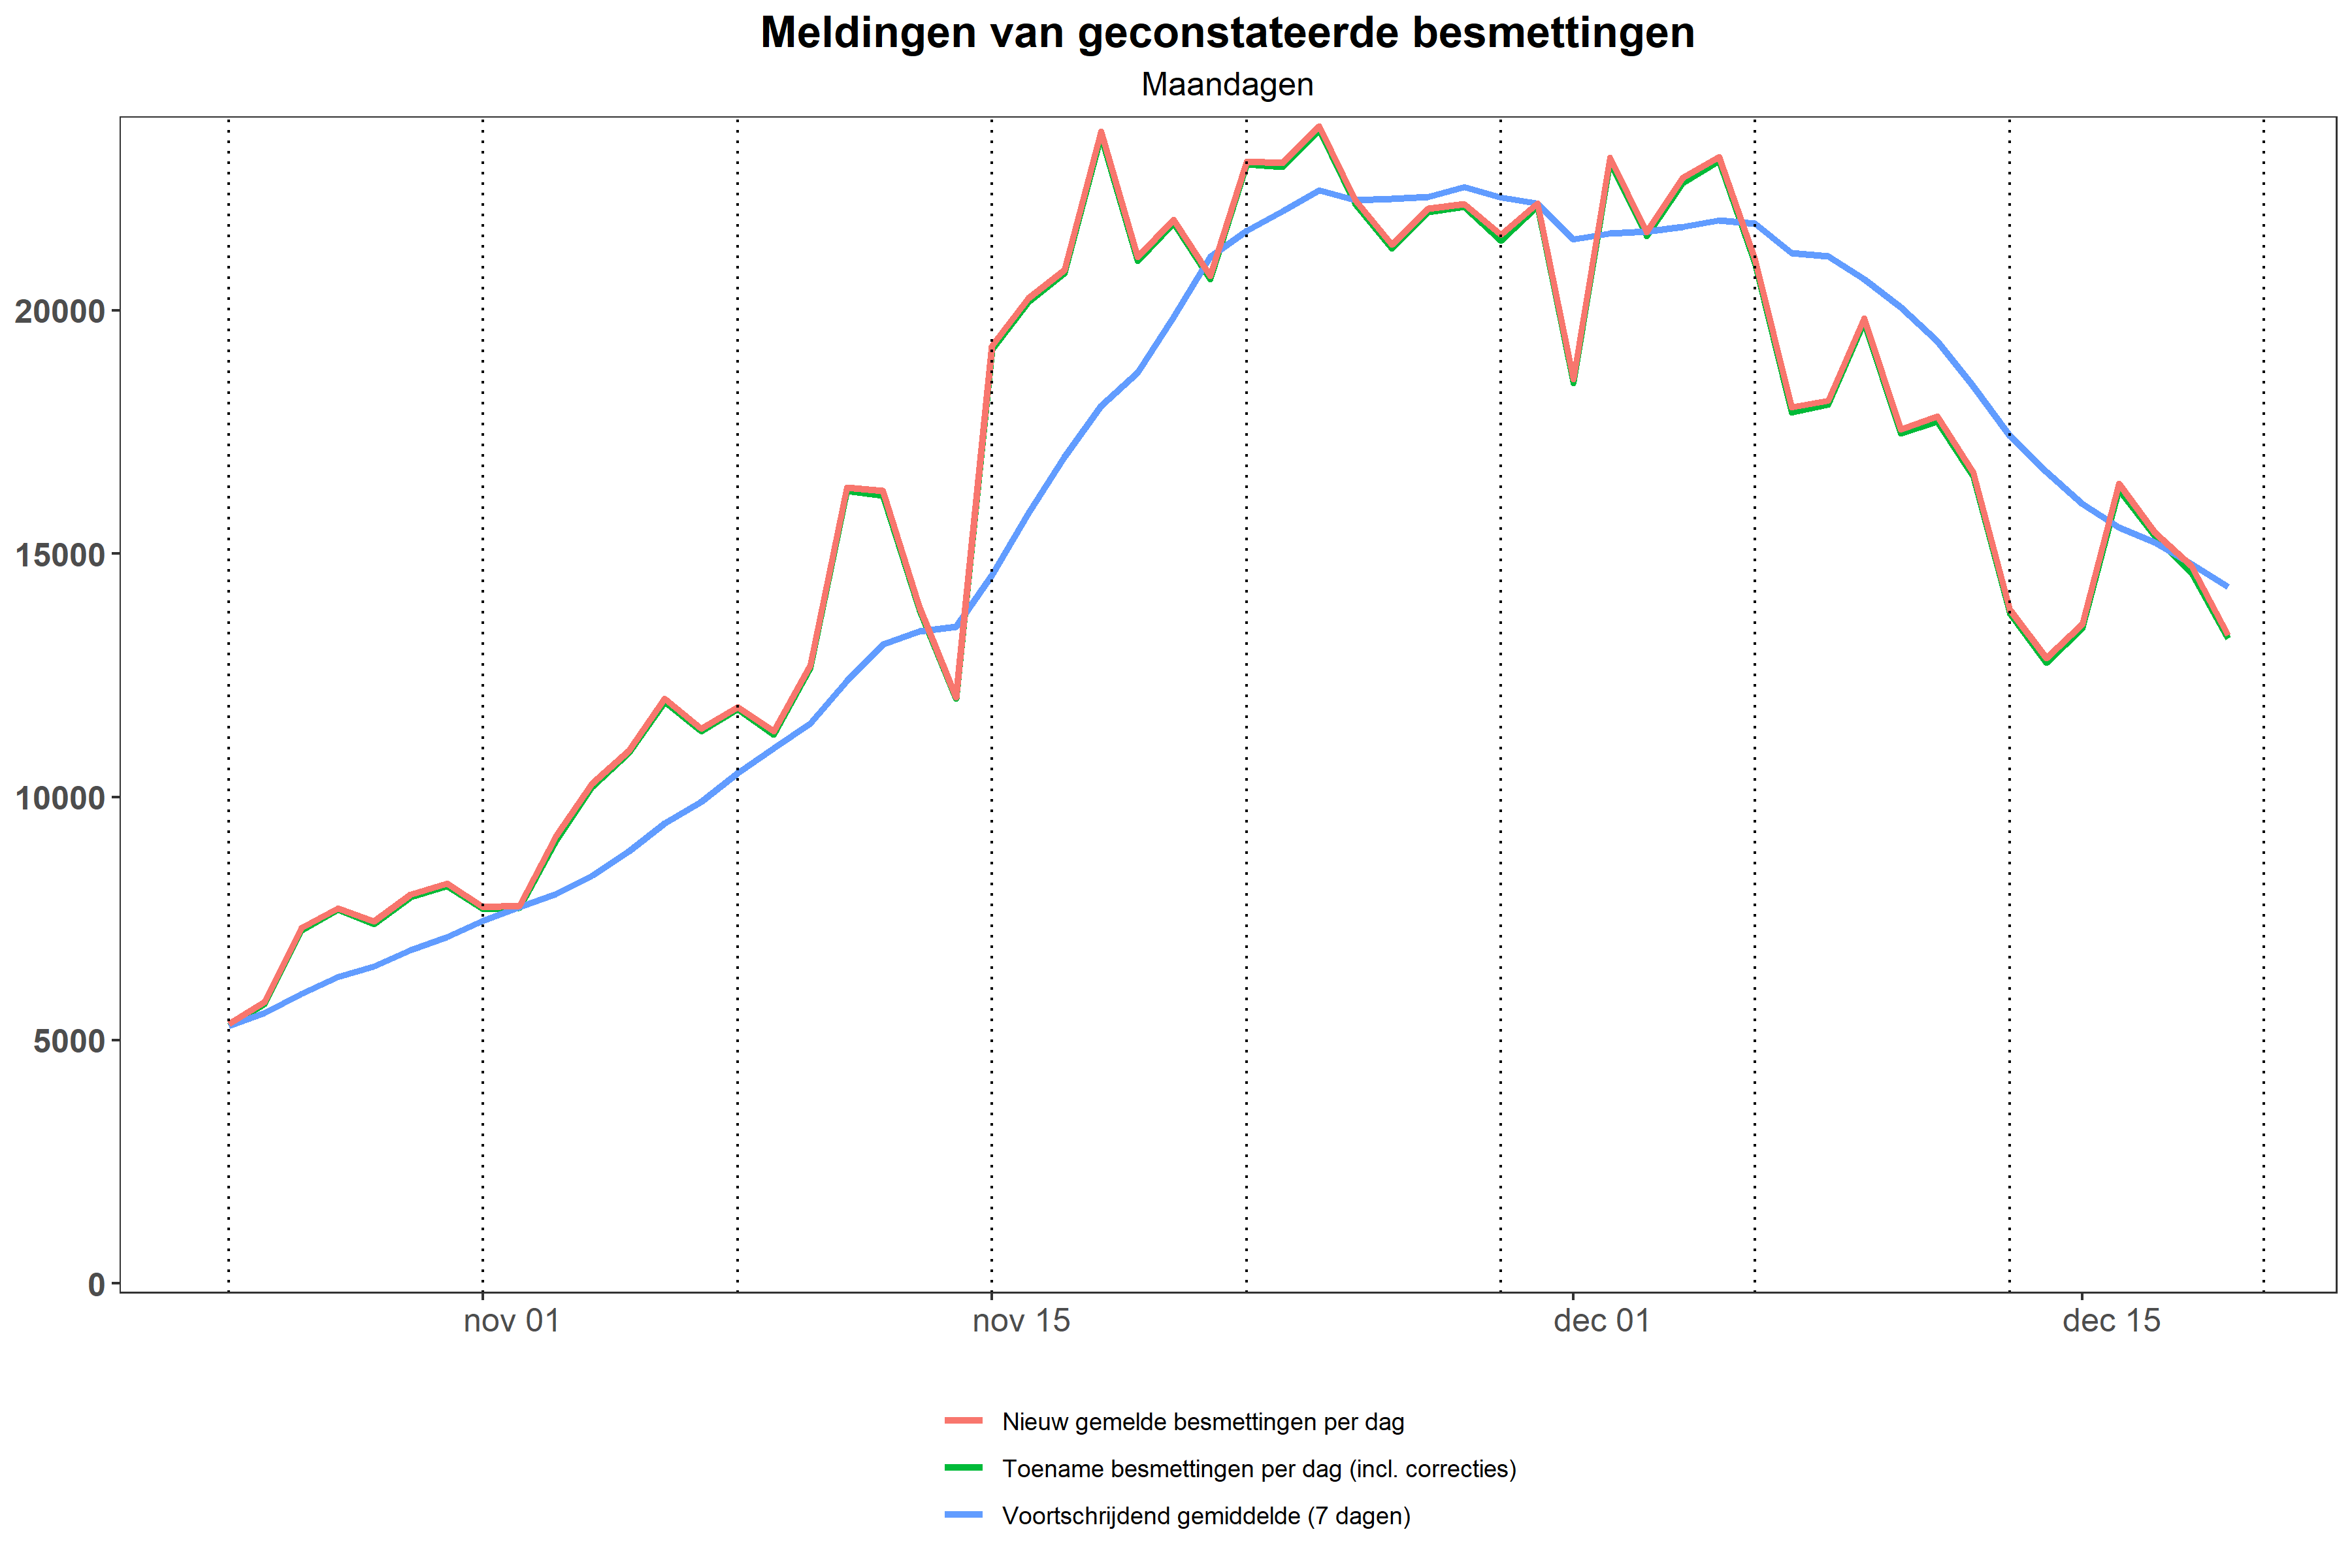 Meldingen van geconstateerde besmettingen
Maandagen
20000
15000
10000
5000
0
nov 01
nov 15
dec 01
dec 15
Nieuw gemelde besmettingen per dag
Toename besmettingen per dag (incl. correcties)
Voortschrijdend gemiddelde (7 dagen)